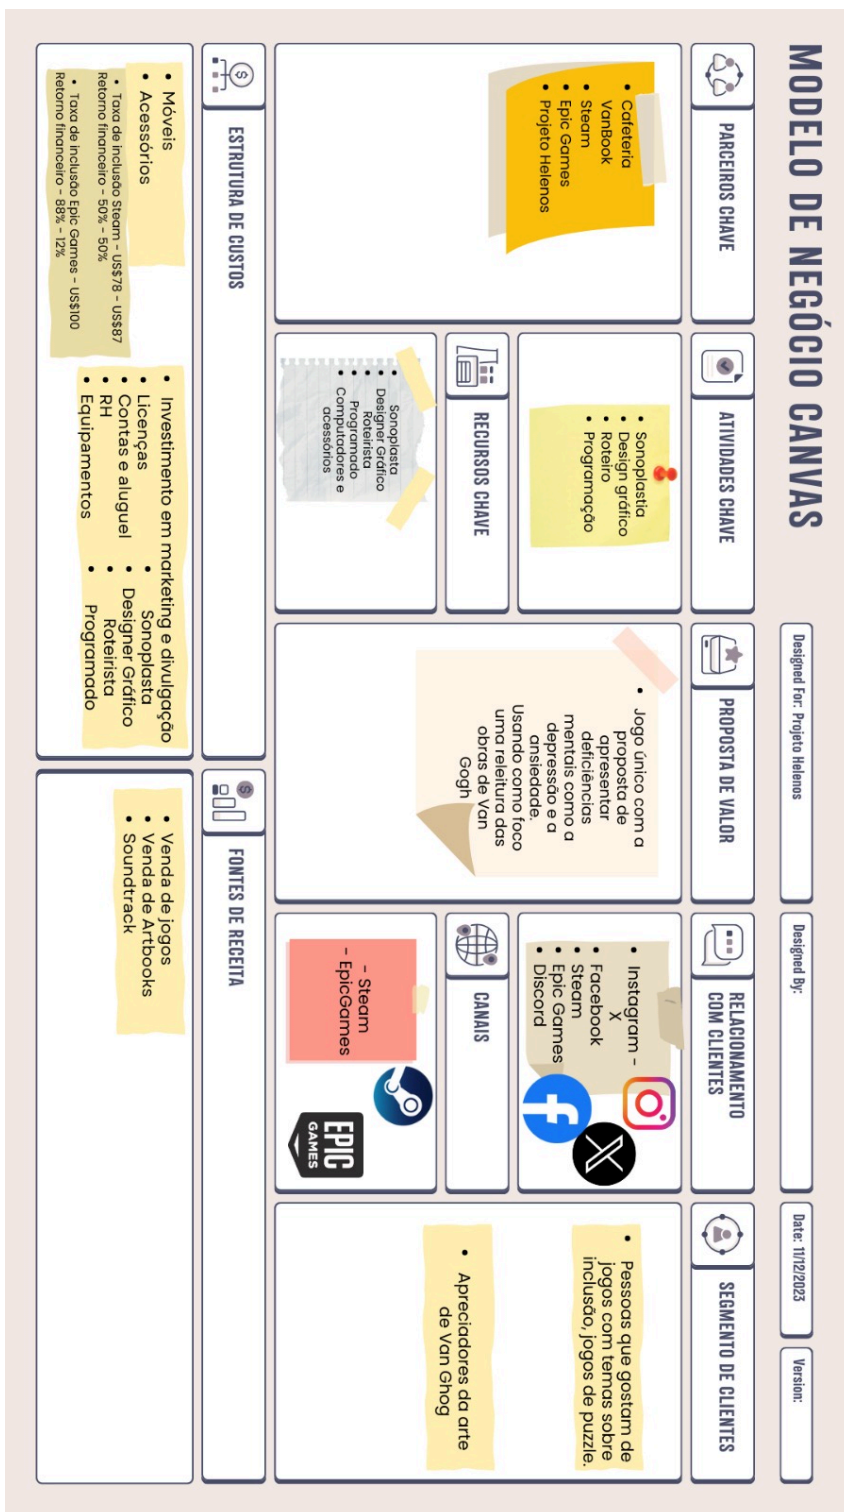 MODELO DE NEGÓCIO CANVAS
Designed For: Projeto Helenos
Designed By:
Date: 11/12/2023
Version:
PARCEIROS CHAVE
• Cafeteria
VanBook
• Steam
• Epic Games
• Projeto Helenos
ATIVIDADES CHAVE
• Sonoplastia
• Design gráfico
• Roteiro
• Programação
RECURSOS CHAVE
• Sonoplasta
• Designer Gráfico
• Roteirista
• Programado
• Computadores e
acessórios
PROPOSTA DE VALOR
• Jogo único com a
proposta de
apresentar
deficiências
mentais como a
depressão e a
ansiedade.
Usando como foco
uma releitura das
obras de Van
Gogh
RELACIONAMENTO
COM CLIENTES
• Instagram -
X
• Facebook
• Steam
• Epic Games
• Discord
CANAIS
- Steam
- EpicGames
EPIC
GAMES
SEGMENTO DE CLIENTES
• Pessoas que gostam de
jogos com temas sobre
inclusão, jogos de puzzle.
• Apreciadores da arte
de Van Ghog
ESTRUTURA DE CUSTOS
• Móveis
• Acessórios
• Taxa de inclusão Steam - US$78 - US$87
Retorno financeiro - 50% - 50%
• Taxa de inclusão Epic Games - US$100
Retorno financeiro - 88% - 12%
• Investimento em marketing e divulgação
• Licenças
• Contas e aluguel
• RH
• Equipamentos
• Sonoplasta
• Designer Gráfico
• Roteirista
• Programado
FONTES DE RECEITA
• Venda de jogos
• Venda de Artbooks
• Soundtrack